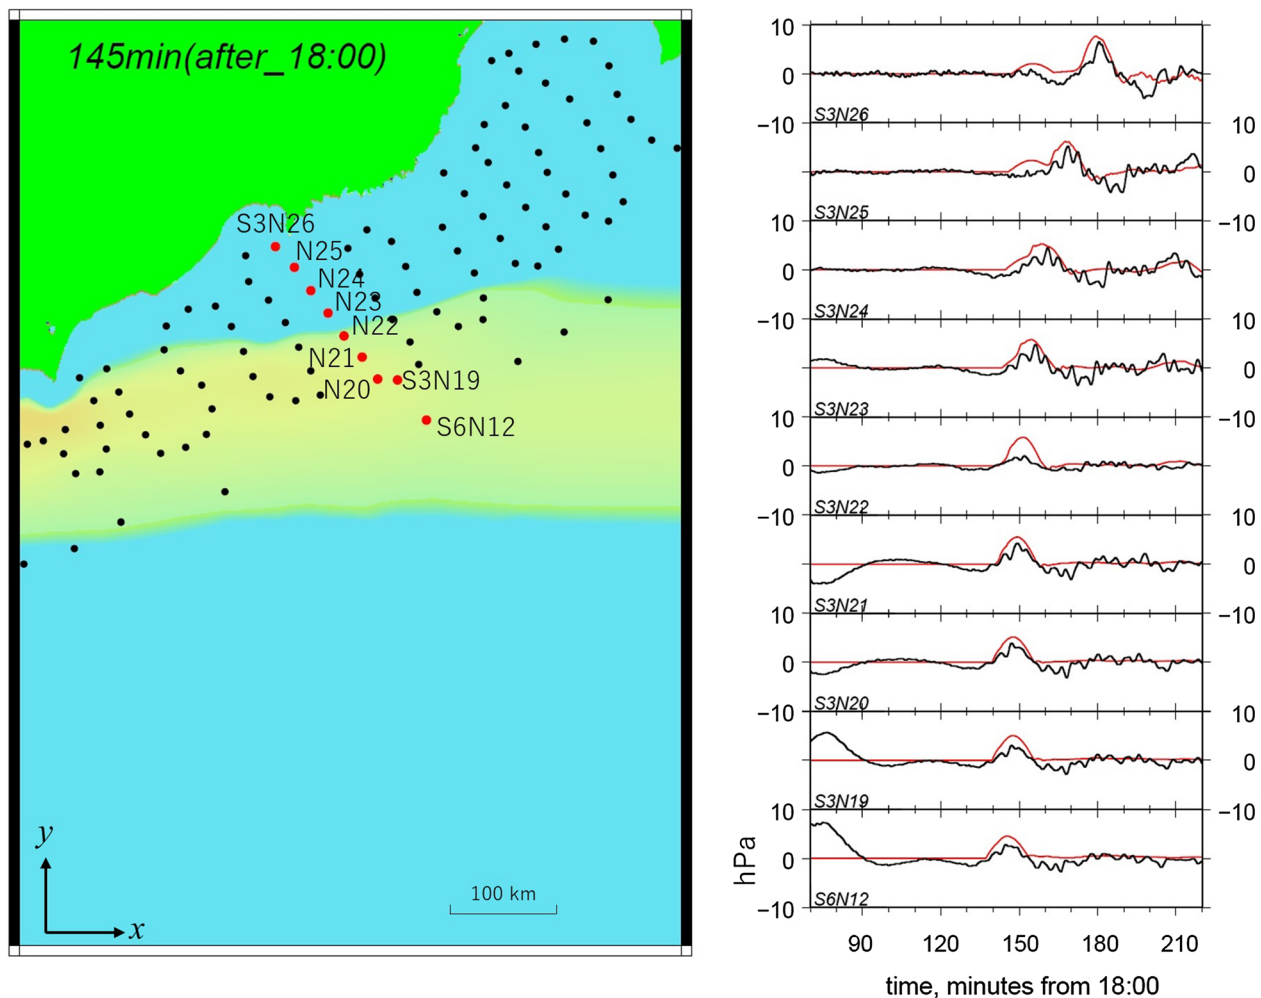 145min(after_18:00)
S3N26
N25
N24
N23
N22
N21
N20
S3N19
S6N12
y
x
100 km
10
0
−10
S3N26
10
0
−10
S3N25
10
0
−10
S3N24
10
0
−10
S3N23
10
0
−10
S3N22
10
0
−10
S3N21
10
0
−10
S3N20
10
0
−10
S3N19
10
0
−10
S6N12
hPa
90 120 150 180 210
time, minutes from 18:00